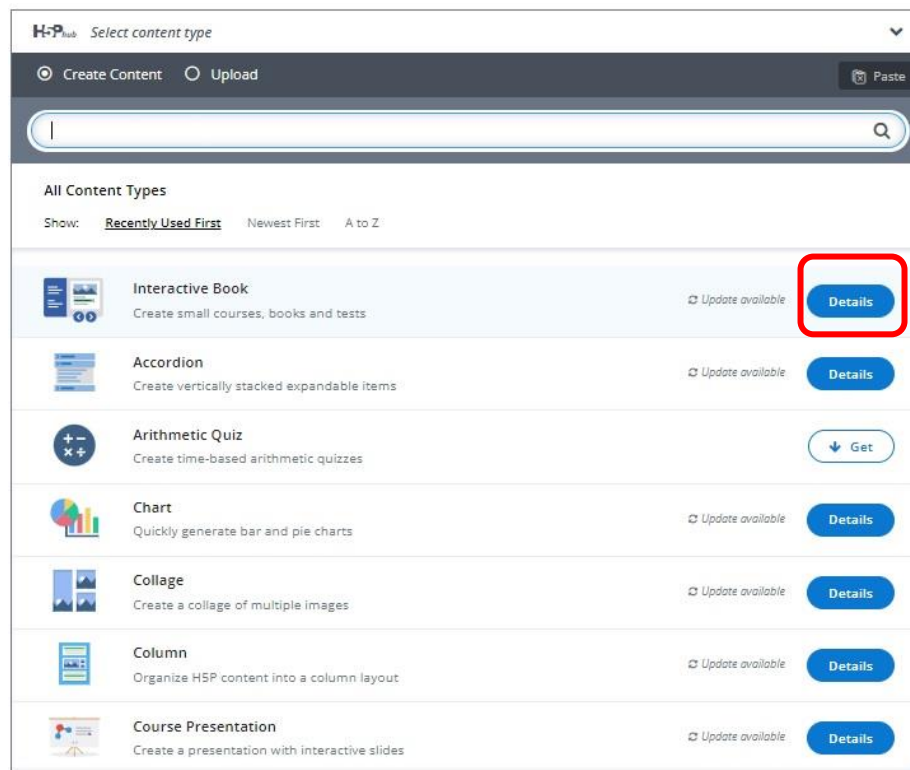 H5P hub Select content type
Create Content Upload Paste
All Content Types
Show: Recently Used First Newest First A to Z
Interactive Book
Create small courses, books and tests
Update available Details
Accordion
Create vertically stacked expandable items
Update available Details
Arithmetic Quiz
Create time-based arithmetic quizzes
Get
Chart
Quickly generate bar and pie charts
Update available Details
Collage
Create a collage of multiple images
Update available Details
Column
Organize H5P content into a column layout
Update available Details
Course Presentation
Create a presentation with interactive slides
Update available Details